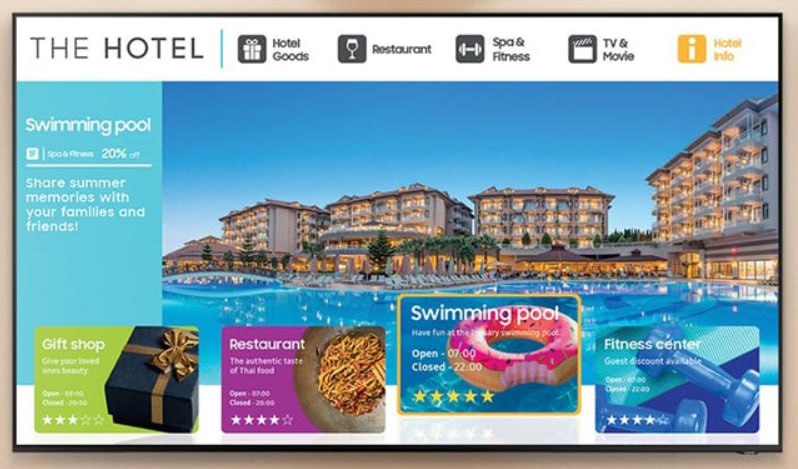 THE HOTEL
Hotel
Goods
Restaurant
Spa &
Fitness
TV &
Movie
Hotel
Info
Swimming pool
Spa & Fitness 20% off
Share summer
memories with
your families and
friends!
Gift shop
Give your loved
ones beauty
Open - 09:00
Closed - 20:00
Restaurant
The authentic taste
of Thai food
Open - 07:00
Closed - 20:00
Swimming pool
Have fun at the luxury swimming pool!
Open - 07:00
Closed - 22:00
Fitness center
Guest discount available
Open - 07:00
Closed - 22:00